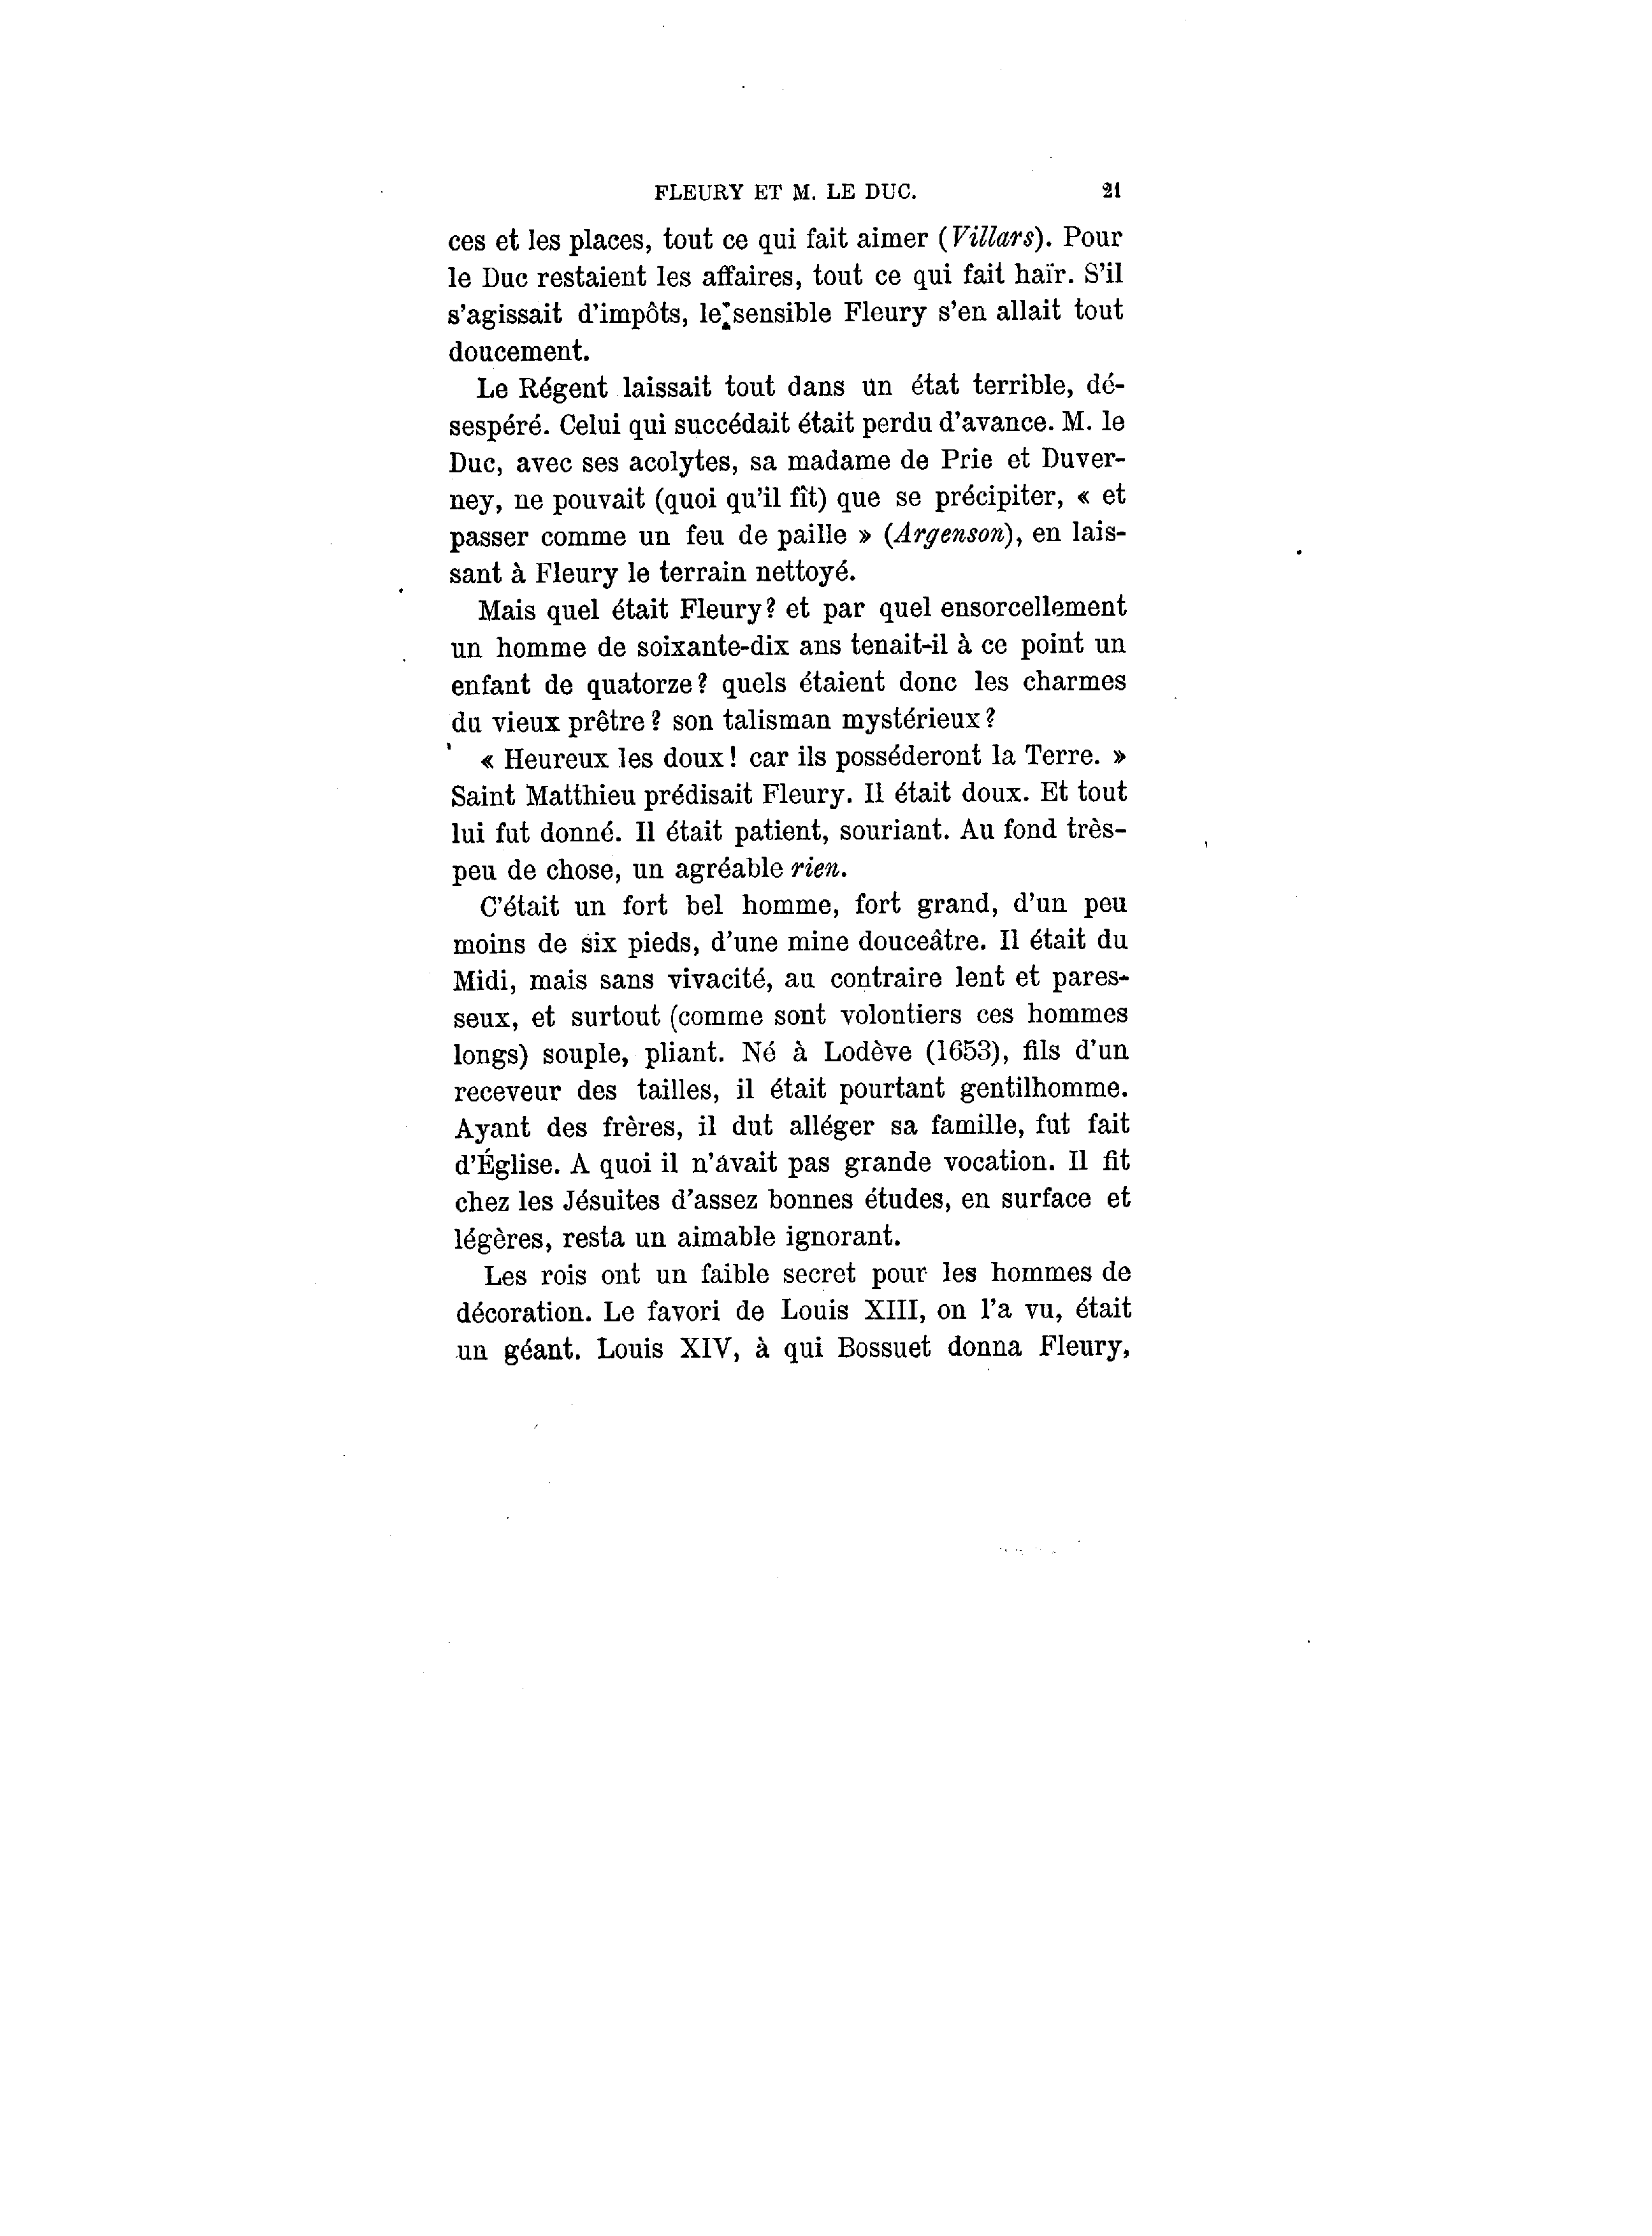 FLEURY ET M. LE DUC. 21
ces et les places, tout ce qui fait aimer (Villars). Pour
le Duc restaient les affaires, tout ce qui fait haïr. S'il
s'agissait d'impôts, le sensible Fleury s'en allait tout
doucement.
Le Régent laissait tout dans un état terrible, dé-
sespéré. Celui qui succédait était perdu d'avance. M. le
Duc, avec ses acolytes, sa madame de Prie et Duver-
ney, ne pouvait (quoi qu'il fît) que se précipiter, « et
passer comme un feu de paille » (Argenson), en lais-
sant à Fleury le terrain nettoyé.
Mais quel était Fleury? et par quel ensorcellement
un homme de soixante-dix ans tenait-il à ce point un
enfant de quatorze? quels étaient donc les charmes
du vieux prêtre? son talisman mystérieux?
« Heureux les doux! car ils posséderont la Terre. »
Saint Matthieu prédisait Fleury. Il était doux. Et tout
lui fut donné. Il était patient, souriant. Au fond très-
peu de chose, un agréable rien.
C'était un fort bel homme, fort grand, d'un peu
moins de six pieds, d'une mine douceâtre. Il était du
Midi, mais sans vivacité, au contraire lent et pares-
seux, et surtout (comme sont volontiers ces hommes
longs) souple, pliant. Né à Lodève (1653), fils d'un
receveur des tailles, il était pourtant gentilhomme.
Ayant des frères, il dut alléger sa famille, fut fait
d'Église. A quoi il n'avait pas grande vocation. Il fit
chez les Jésuites d'assez bonnes études, en surface et
légères, resta un aimable ignorant.
Les rois ont un faible secret pour les hommes de
décoration. Le favori de Louis XIII, on l'a vu, était
un géant. Louis XIV, à qui Bossuet donna Fleury,